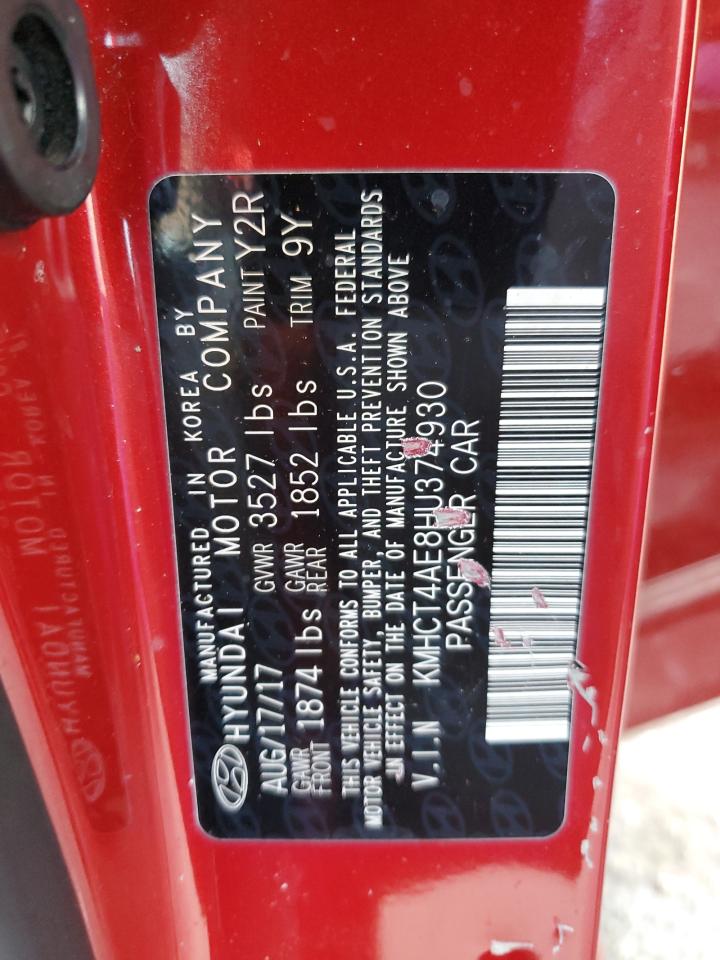 MANUFACTURED IN KOREA BY
HYUNDAI MOTOR COMPANY
AUG/17/17 GVWR 3527 lbs PAINT Y2R
GAWR FRONT 1874 lbs GAWR REAR 1852 lbs TRIM 9Y
THIS VEHICLE CONFORMS TO ALL APPLICABLE U.S.A. FEDERAL
MOTOR VEHICLE SAFETY, BUMPER, AND THEFT PREVENTION STANDARDS
IN EFFECT ON THE DATE OF MANUFACTURE SHOWN ABOVE
V.I.N KMHCT4AE8HU374930
PASSENGER CAR